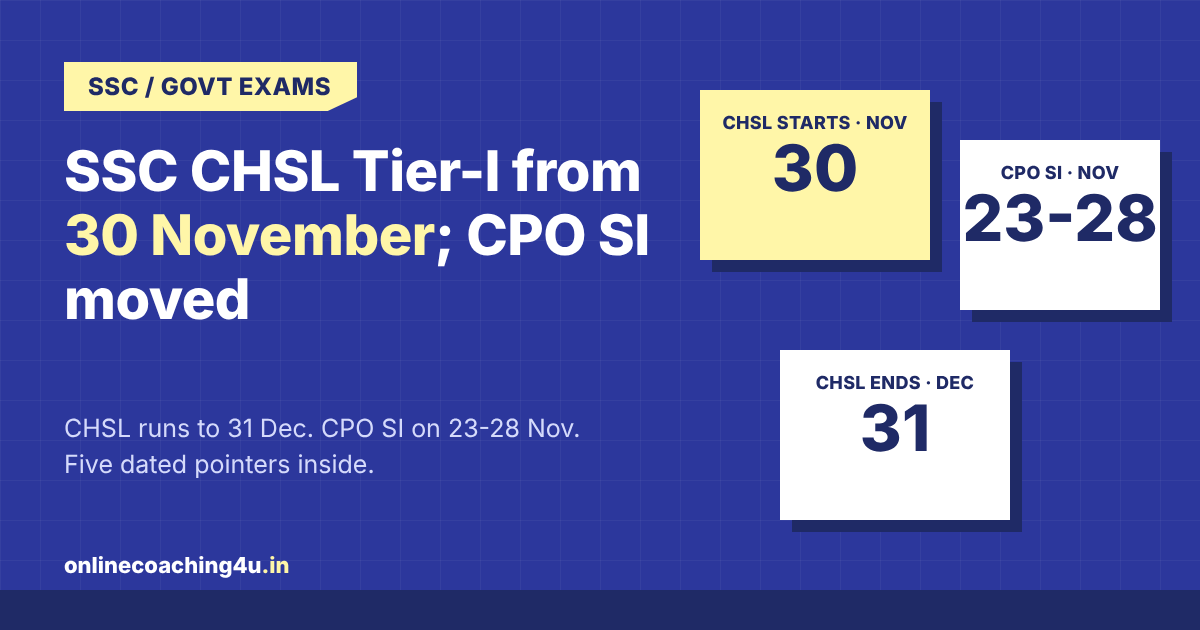 SSC / GOVT EXAMS
SSC CHSL Tier-I from
30 November; CPO SI
moved
CHSL runs to 31 Dec. CPO SI on 23-28 Nov.
Five dated pointers inside.
onlinecoaching4u.in
CHSL STARTS · NOV
30
CPO SI · NOV
23-28
CHSL ENDS · DEC
31